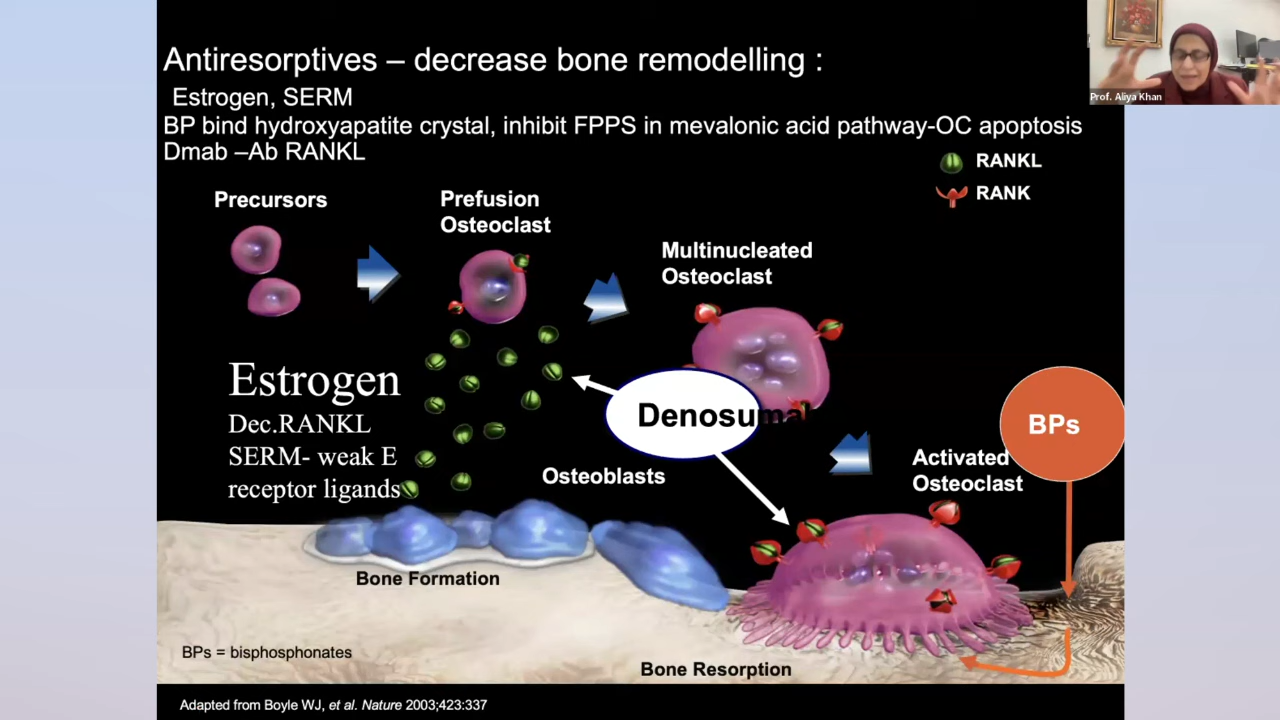 Antiresorptives – decrease bone remodelling :
Estrogen, SERM
BP bind hydroxyapatite crystal, inhibit FPPS in mevalonic acid pathway-OC apoptosis
Dmab –Ab RANKL
Prof. Aliya Khan
RANKL
RANK
Precursors
Prefusion
Osteoclast
Multinucleated
Osteoclast
Estrogen
Dec.RANKL
SERM- weak E
receptor ligands
Denosumab
BPs
Activated
Osteoclast
Osteoblasts
Bone Formation
BPs = bisphosphonates
Bone Resorption
Adapted from Boyle WJ, et al. Nature 2003;423:337